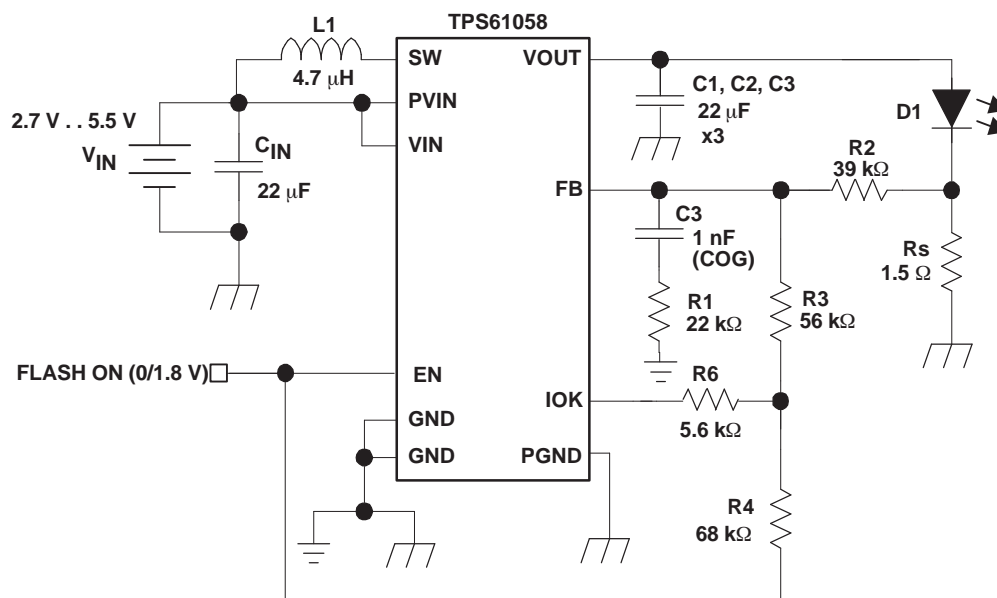 TPS61058
L1
4.7 μH
SW
VOUT
C1, C2, C3
22 μF
x3
D1
PVIN
2.7 V . . 5.5 V
VIN
CIN
VIN
22 μF
R2
39 kΩ
FB
C3
1 nF
(COG)
Rs
1.5 Ω
R1
22 kΩ
R3
56 kΩ
FLASH ON (0/1.8 V)
EN
R6
IOK
5.6 kΩ
GND
GND
PGND
R4
68 kΩ